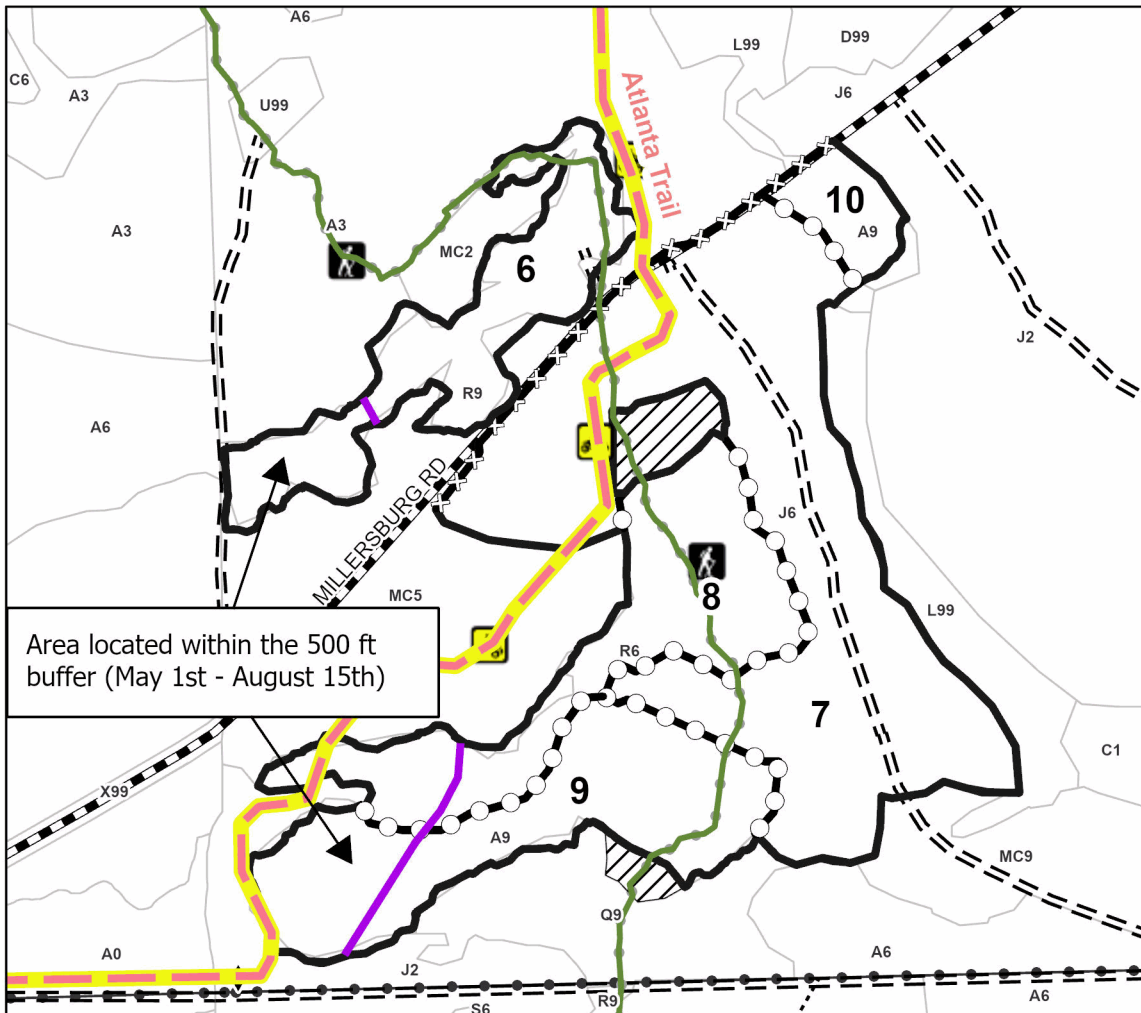 A6
L99
D99
C6
A3
J6
U99
Atlanta Trail
10
A3
A3
A9
MC2
6
J2
R9
A6
MILLERSBURG RD
J6
MC5
8
L99
Area located within the 500 ft
buffer (May 1st - August 15th)
R6
7
C1
X99
9
A9
MC9
Q9
A0
J2
A6
R9
A6
S6